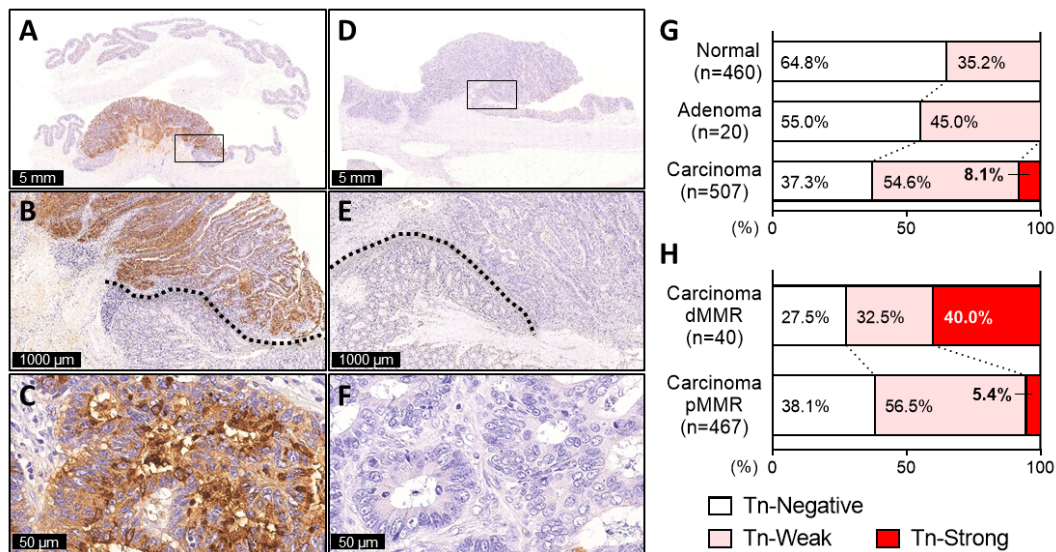 A
5 mm
B
1000 µm
C
50 µm
D
5 mm
E
1000 µm
F
50 µm
G
Normal
(n=460)
64.8%
35.2%
Adenoma
(n=20)
55.0%
45.0%
Carcinoma
(n=507)
37.3%
54.6%
8.1%
(%)
0
50
100
H
Carcinoma
dMMR
(n=40)
27.5%
32.5%
40.0%
Carcinoma
pMMR
(n=467)
38.1%
56.5%
5.4%
(%)
0
50
100
Tn-Negative
Tn-Weak
Tn-Strong